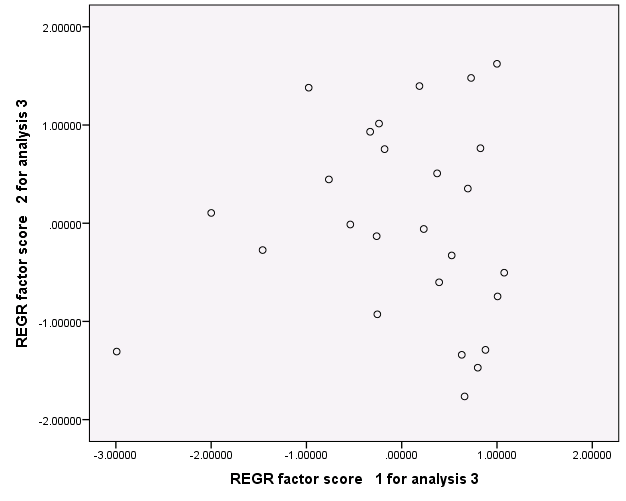 REGR factor score 2 for analysis 3
2.00000
1.00000
.00000
-1.00000
-2.00000
-3.00000 -2.00000 -1.00000 .00000 1.00000 2.00000
REGR factor score 1 for analysis 3